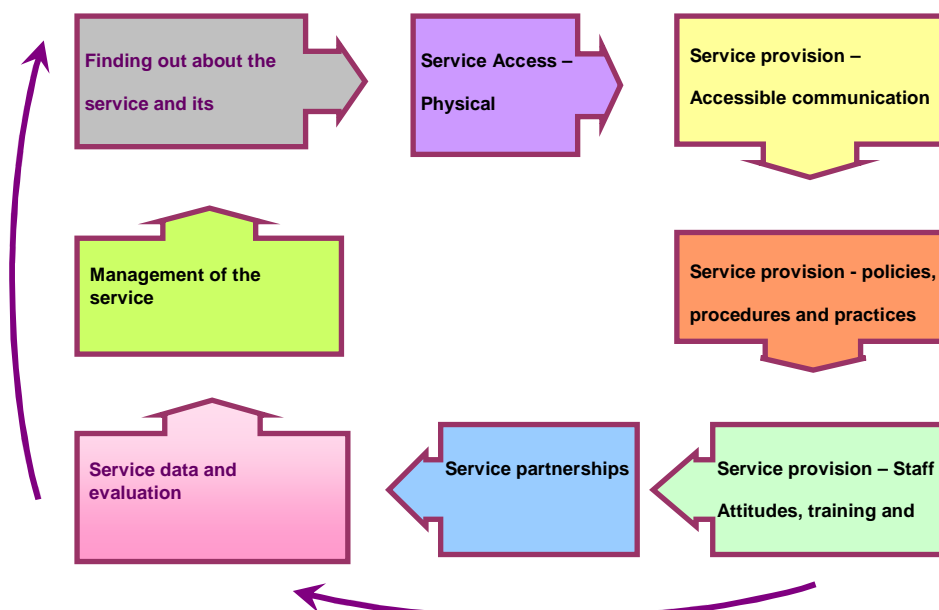 Finding out about the
service and its
Service Access –
Physical
Service provision –
Accessible communication
Management of the
service
Service provision - policies,
procedures and practices
Service data and
evaluation
Service partnerships
Service provision – Staff
Attitudes, training and